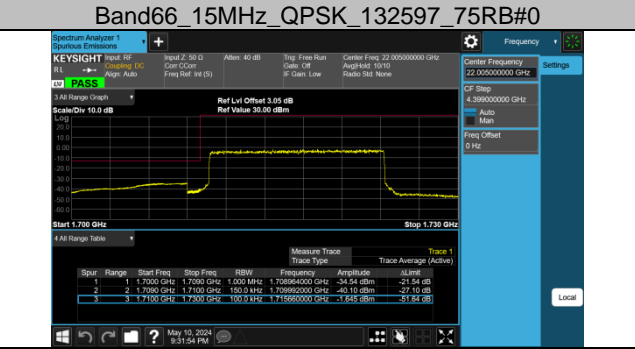 Band66_15MHz_QPSK_132597_75RB#0
Spectrum Analyzer 1
Spurious Emissions
Frequency
KEYSIGHT
RL
Input: RF
Coupling: DC
Align: Auto
Input Z: 50 Ω
Corr CCorr
Freq Ref: Int (S)
Atten: 40 dB
Trig: Free Run
Gate: Off
IF Gain: Low
Center Freq: 22.005000000 GHz
Avg|Hold: 10/10
Radio Std: None
PASS
Center Frequency
22.005000000 GHz
Settings
CF Step
4.399000000 GHz
Auto
Man
Freq Offset
0 Hz
3 All Range Graph
Scale/Div 10.0 dB
Ref Lvl Offset 3.05 dB
Ref Value 30.00 dBm
Log
20.0
10.0
0.00
-10.0
-20.0
-30.0
-40.0
-50.0
-60.0
Start 1.700 GHz
Stop 1.730 GHz
4 All Range Table
Measure Trace Trace 1
Trace Type Trace Average (Active)
Spur Range Start Freq Stop Freq RBW Frequency Amplitude ΔLimit
1 1 1.7000 GHz 1.7090 GHz 1.000 MHz 1.708964000 GHz -34.54 dBm -21.54 dB
2 2 1.7090 GHz 1.7100 GHz 150.0 kHz 1.709992000 GHz -40.10 dBm -27.10 dB
3 3 1.7100 GHz 1.7300 GHz 100.0 kHz 1.715660000 GHz -1.645 dBm -51.64 dB
Local
May 10, 2024
9:31:54 PM